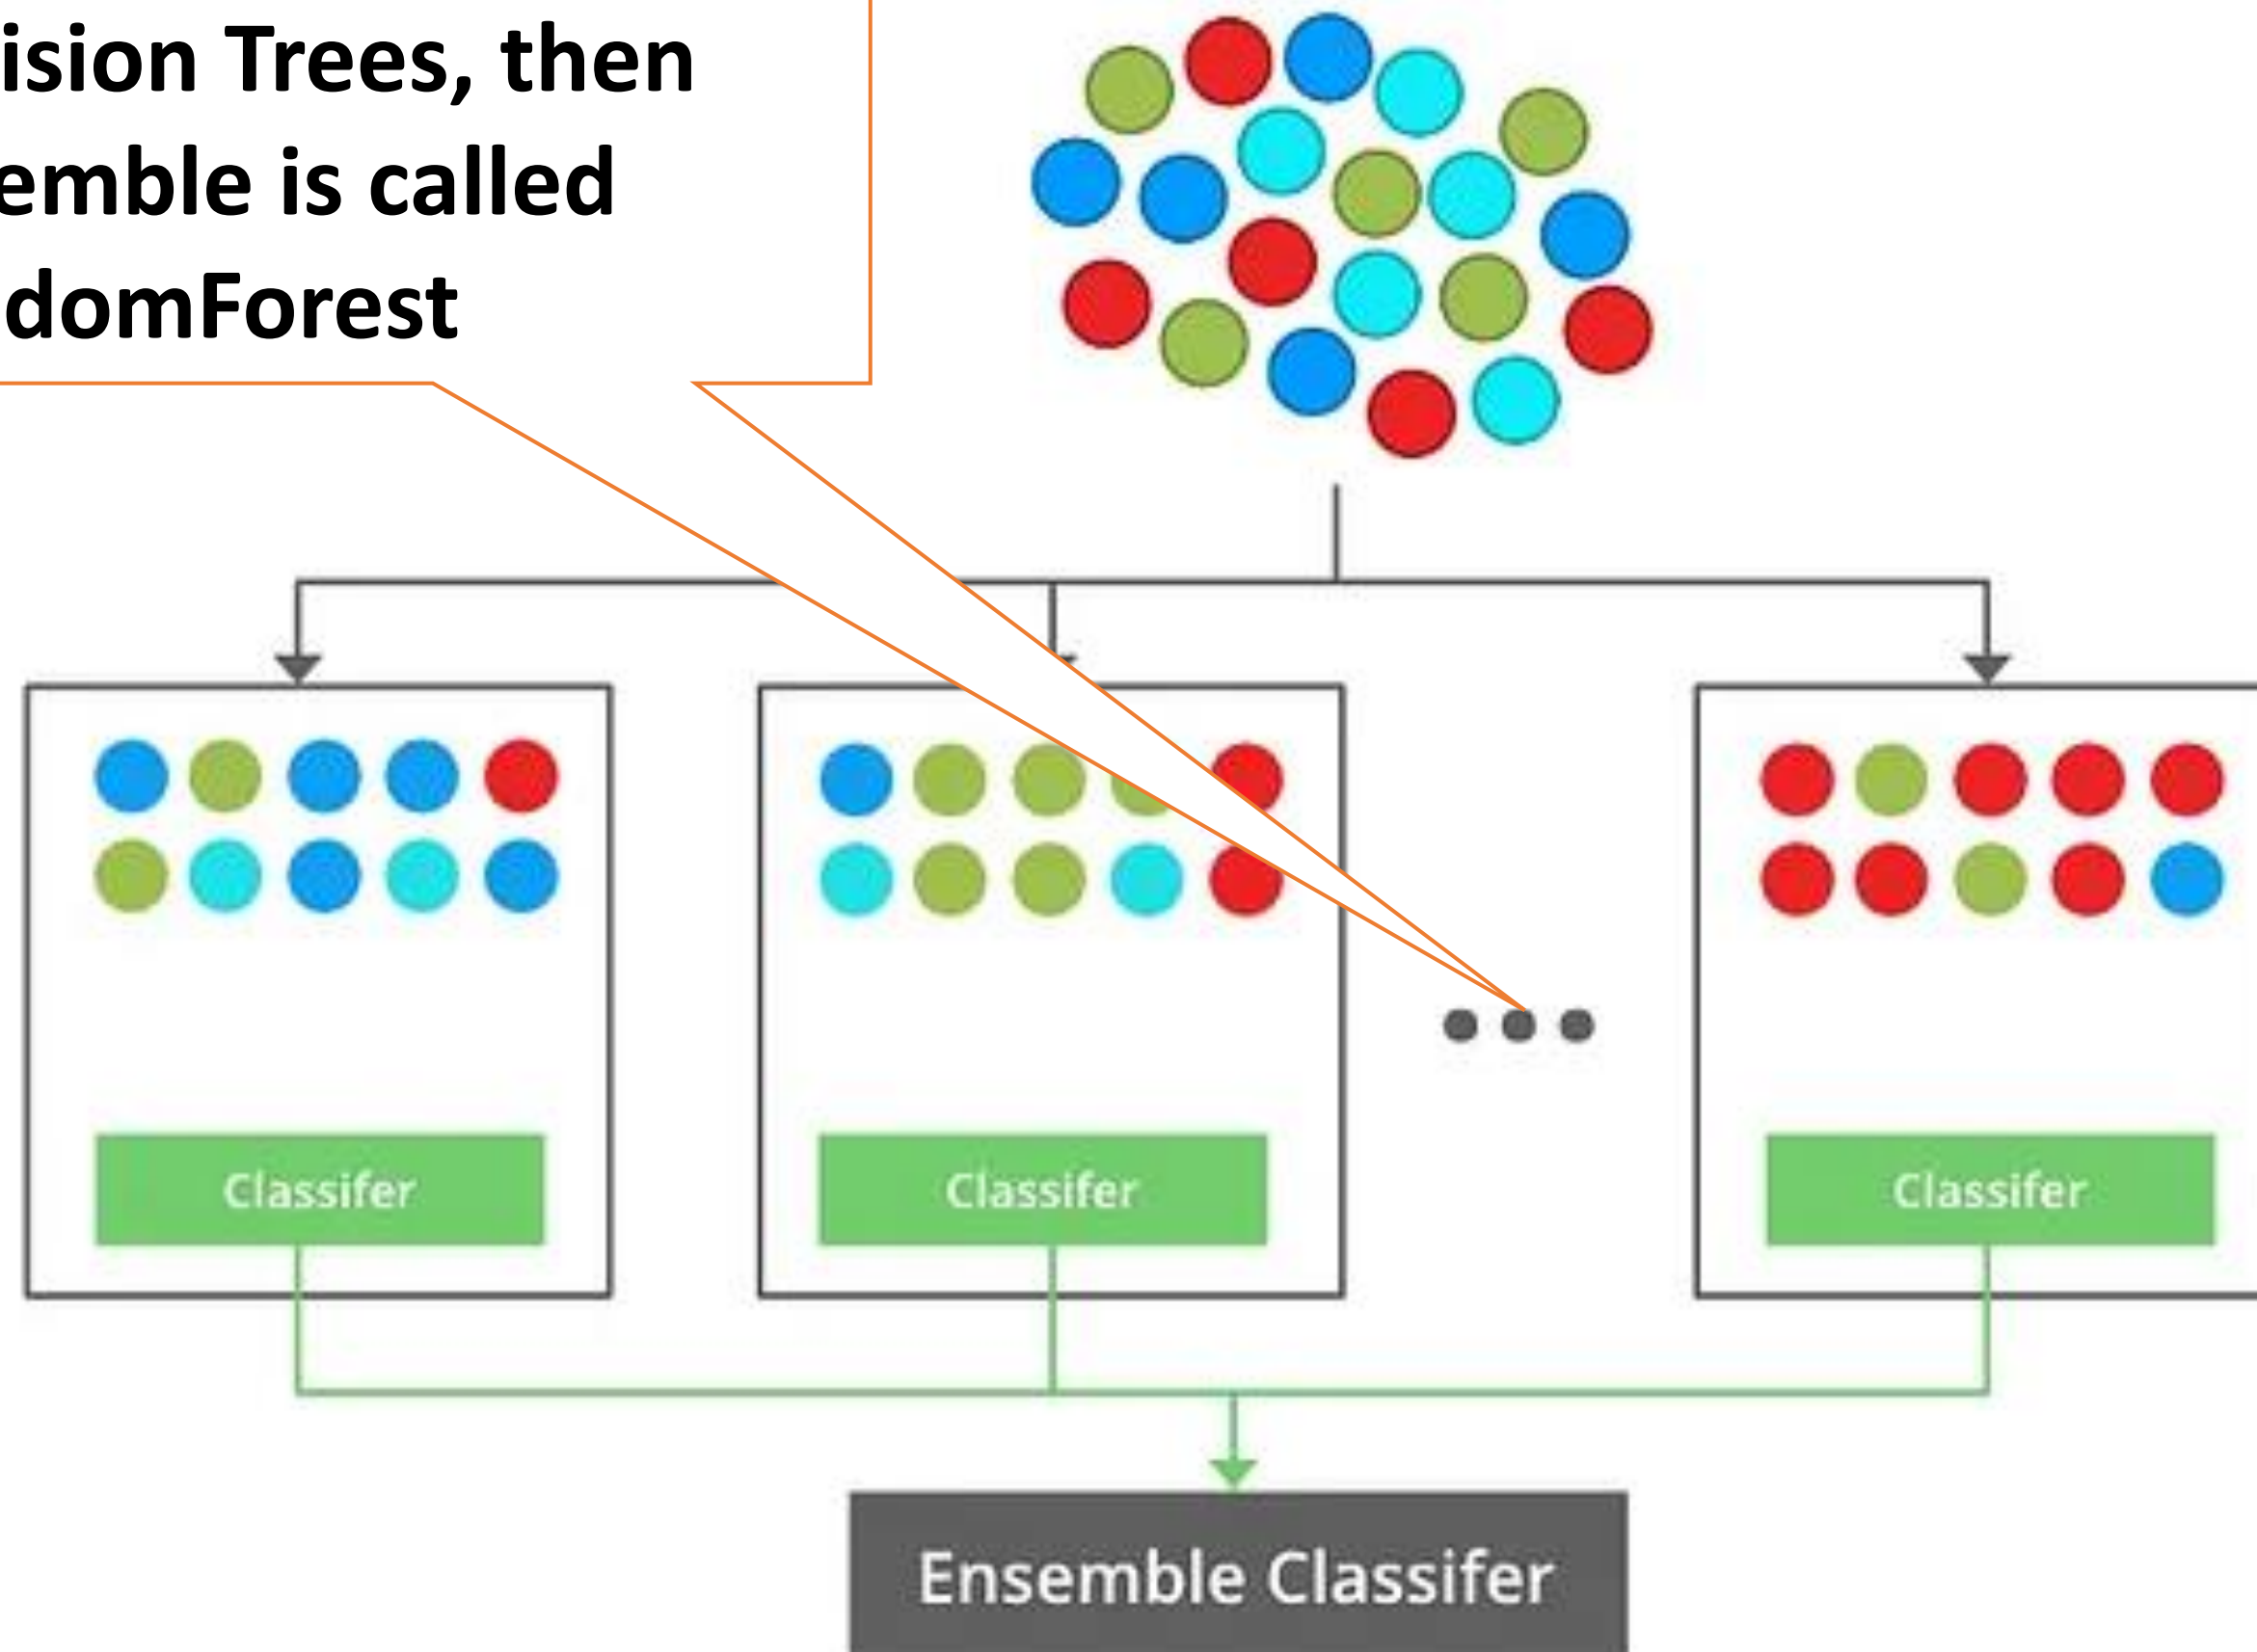 ision Trees, then
emble is called
domForest
Classifer
Classifer
Classifer
Ensemble Classifer